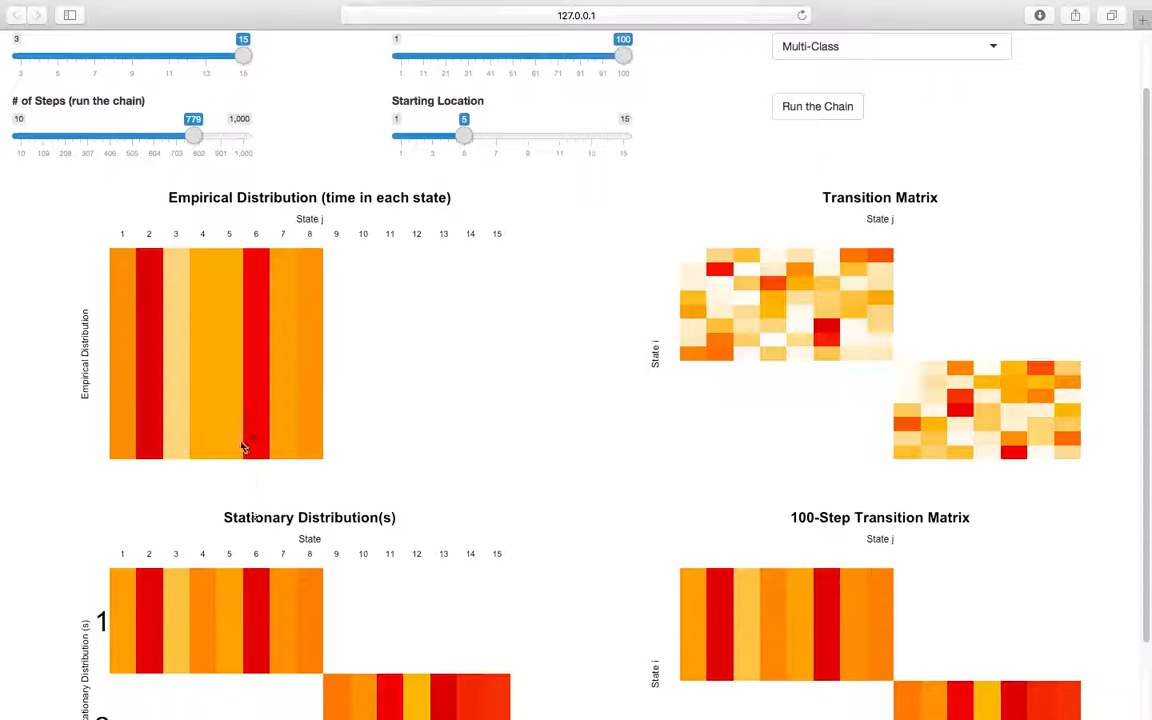 127.0.0.1
3 15
3 5 7 9 11 13 15
1 100
1 11 21 31 41 51 61 71 81 91 100
Multi-Class
# of Steps (run the chain)
10 779 1,000
10 109 208 307 406 505 604 703 802 901 1,000
Starting Location
1 5 15
1 3 5 7 9 11 13 15
Run the Chain
Empirical Distribution (time in each state)
State j
1 2 3 4 5 6 7 8 9 10 11 12 13 14 15
Empirical Distribution
Transition Matrix
State j
State i
Stationary Distribution(s)
State
1 2 3 4 5 6 7 8 9 10 11 12 13 14 15
1
100-Step Transition Matrix
State j
State i